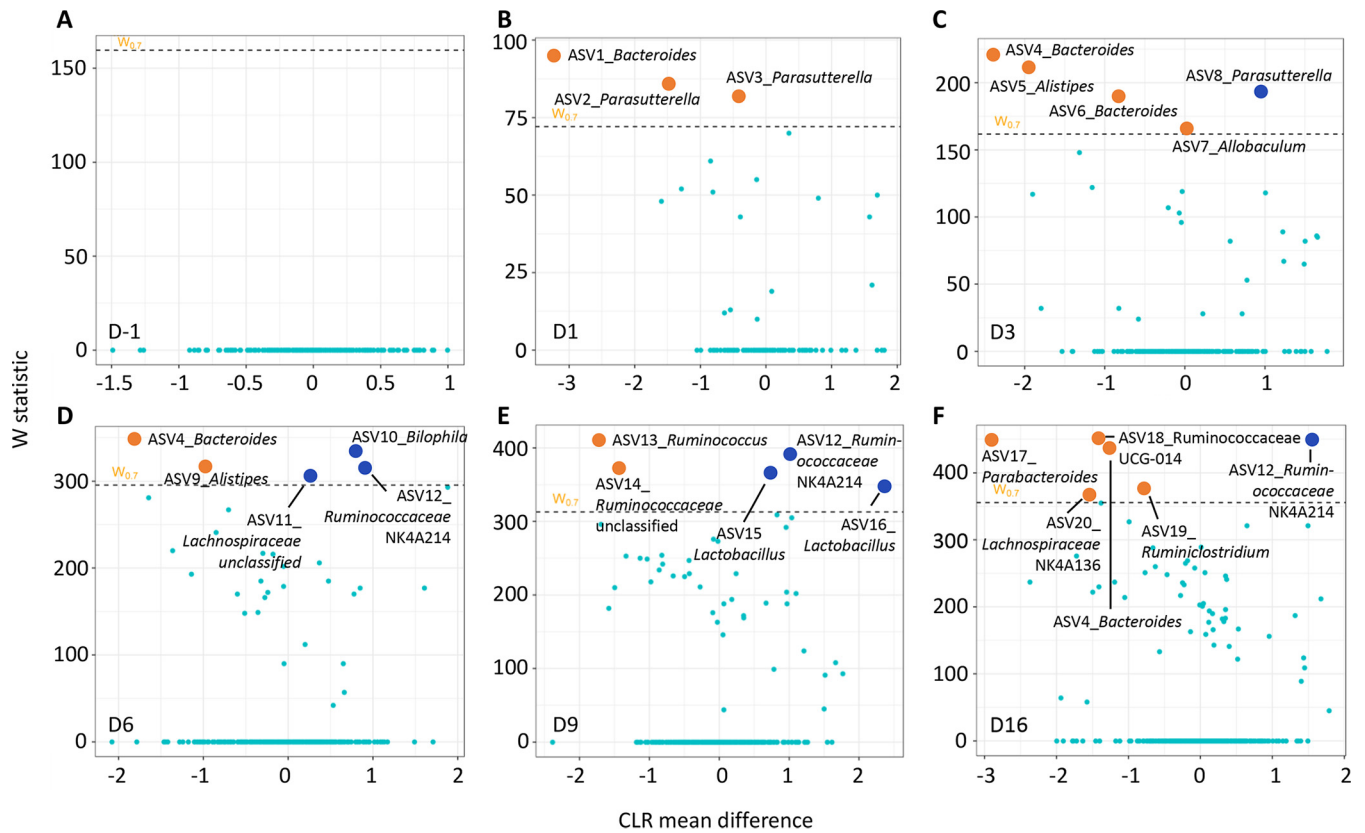 A
W0.7
150
100
50
0
D-1
-1.5
-1
-0.5
0
0.5
1
B
100
ASV1_Bacteroides
ASV3_Parasutterella
ASV2_Parasutterella
W0.7
75
50
25
0
D1
-3
-2
-1
0
1
2
C
ASV4_Bacteroides
ASV8_Parasutterella
ASV5_Alistipes
ASV6_Bacteroides
W0.7
ASV7_Allobaculum
200
150
100
50
0
D3
-2
-1
0
1
W statistic
D
ASV4_Bacteroides
ASV10_Bilophila
W0.7
ASV9_Alistipes
ASV11_
Lachnospiraceae
unclassified
ASV12_
Ruminococcaceae
NK4A214
300
200
100
0
D6
-2
-1
0
1
2
E
ASV13_Ruminococcus
ASV12_Rumin-
ococcaceae
NK4A214
ASV14_
Ruminococcaceae
unclassified
W0.7
ASV15
Lactobacillus
ASV16_
Lactobacillus
400
300
200
100
0
D9
-2
-1
0
1
2
F
ASV18_Ruminococcaceae
UCG-014
ASV17_
Parabacteroides
ASV12_Rumin-
ococcaceae
NK4A214
W0.7
ASV20_
Lachnospiraceae
NK4A136
ASV19_
Ruminiclostridium
ASV4_Bacteroides
400
300
200
100
0
D16
-3
-2
-1
0
1
2
CLR mean difference